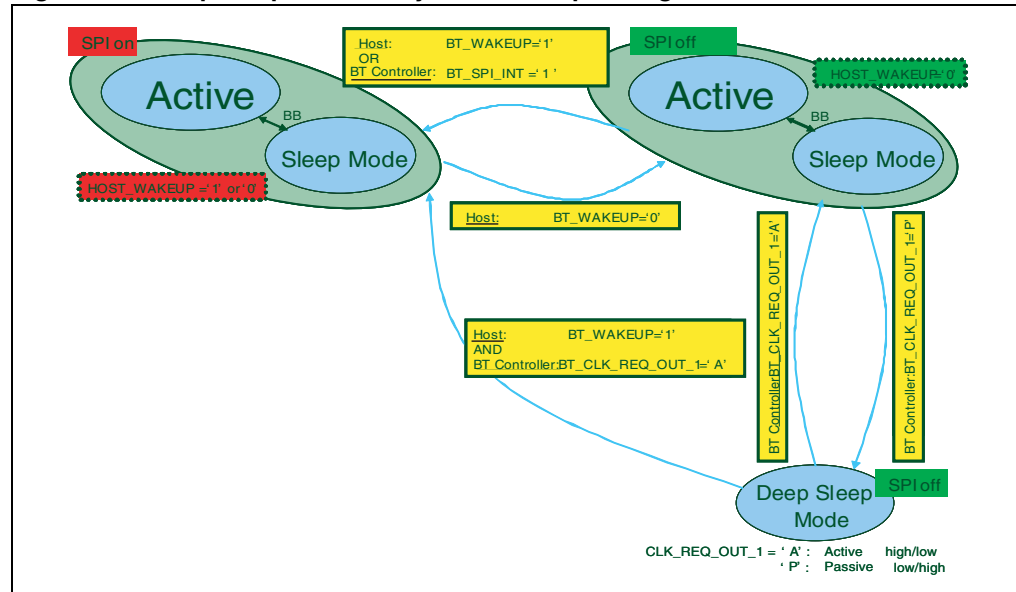 SPI on
Active
BB
Sleep Mode
HOST_WAKEUP ='1' or '0'
Host: BT_WAKEUP='1'
OR
BT Controller: BT_SPI_INT ='1'
SPI off
Active
HOST_WAKEUP='0'
BB
Sleep Mode
Host: BT_WAKEUP='0'
BT ControllerBT_CLK_REQ_OUT_1='A'
BT Controller:BT_CLK_REQ_OUT_1='P'
Host: BT_WAKEUP='1'
AND
BT Controller:BT_CLK_REQ_OUT_1='A'
SPI off
Deep Sleep
Mode
CLK_REQ_OUT_1 = 'A': Active high/low
'P': Passive low/high